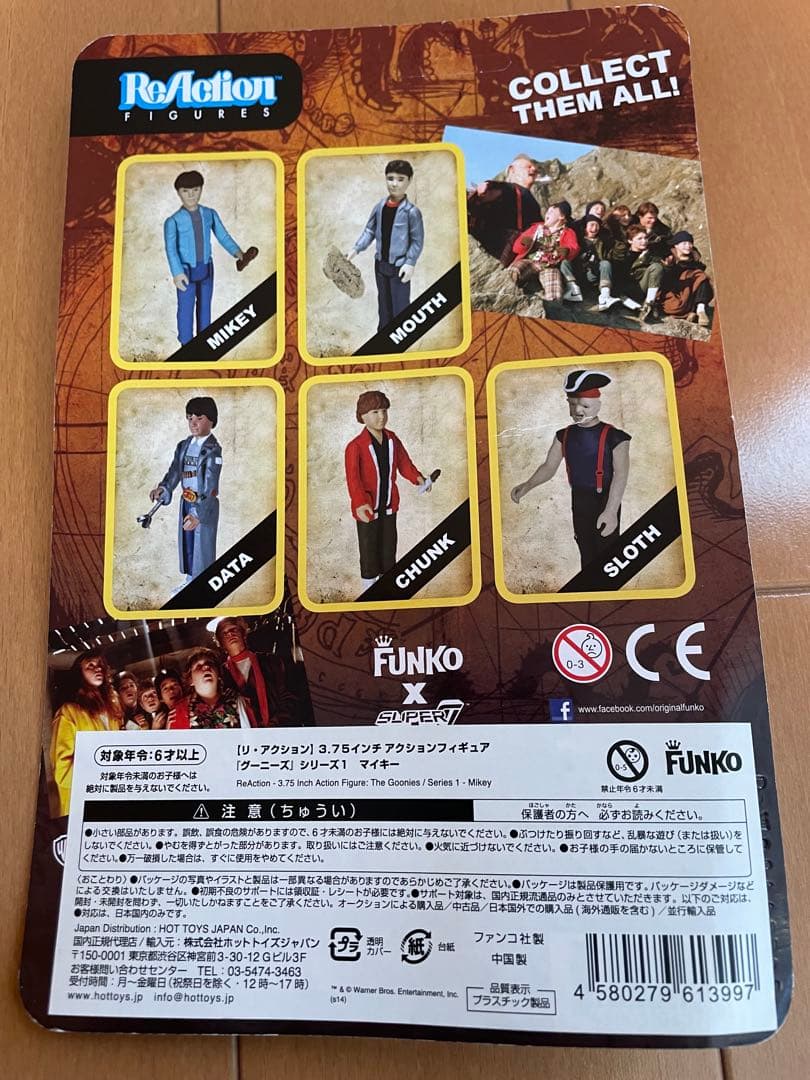 ReAction™
FIGURES
COLLECT
THEM ALL!
MIKEY
MOUTH
DATA
CHUNK
SLOTH
FUNKO
X
SUPER7
0-3
CE
f www.facebook.com/originalfunko
対象年令:6才以上
対象年令未満のお子様へは
絶対に製品を与えないでください。
【リ・アクション】3.75インチ アクションフィギュア
『グーニーズ』シリーズ1 マイキー
ReAction - 3.75 Inch Action Figure: The Goonies / Series 1 - Mikey
0-5
禁止年令6才未満
FUNKO
⚠ 注 意(ちゅうい)
保護者の方へ 必ずお読みください。
●小さい部品があります。誤飲、誤食の危険がありますので、6才未満のお子様には絶対に与えないでください。●ぶつけたり振り回すなど、乱暴な遊び(または扱い)を
しないでください。●やむを得ずとがった部分があります。取り扱いにはご注意ください。●火気に近づけないでください。●お子様の手の届かないところに保管して
ください。●万一破損した場合は、すぐに使用をやめてください。
〈おことわり〉●パッケージの写真やイラストと製品は一部異なる場合がありますのであらかじめご了承ください。●パッケージは製品保護用です。パッケージダメージなど
による交換はいたしません。●初期不良のサポートには領収証・レシートが必要です。●サポート対象は、国内正規流通品のみとさせていただきます。以下のご対応は、
開封・未開封を問わず、一切いたしかねますことをご了承ください。オークションによる購入品/中古品/日本国外での購入品(海外通販を含む)/並行輸入品
●対応は、日本国内のみです。
Japan Distribution : HOT TOYS JAPAN Co.,Inc.
国内正規代理店/輸入元:株式会社ホットトイズジャパン
〒150-0001 東京都渋谷区神宮前3-30-12Gビル3F
お客様問い合わせセンター TEL:03-5474-3463
受付時間:月~金曜日(祝祭日を除く・12時~17時)
www.hottoys.jp info@hottoys.jp
プラ
透明
カバー
紙
台紙
ファンコ社製
中国製
™ & © Warner Bros. Entertainment, Inc.
(s14)
品質表示
プラスチック製品
4 580279 613997